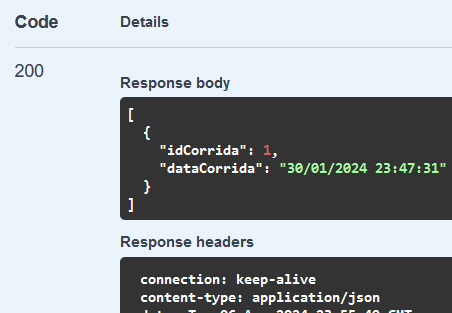 Code Details
200
Response body
[
{
"idCorrida": 1,
"dataCorrida": "30/01/2024 23:47:31"
}
]
Response headers
connection: keep-alive
content-type: application/json